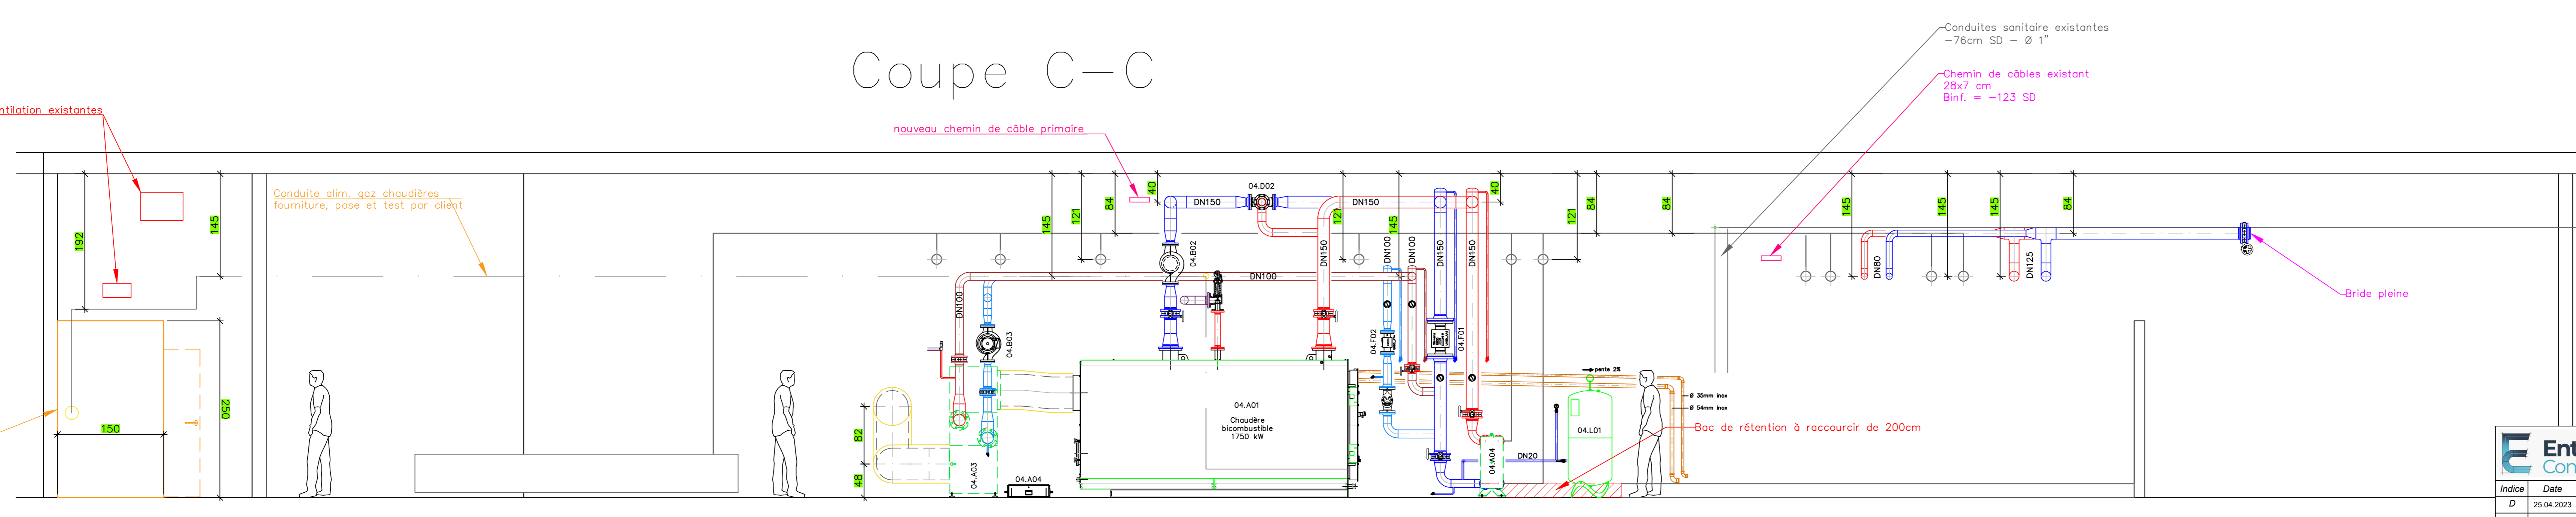 Coupe C-C
Conduites sanitaire existantes
-76cm SD - Ø 1"
Chemin de câbles existant
28x7 cm
Binf. = -123 SD
ntilation existantes
nouveau chemin de câble primaire
Conduite alim. gaz chaudières
fourniture, pose et test par client
192
145
145
121
84
40
04.D02
DN150
DN150
121
145
40
121
84
84
145
145
145
84
04.B02
DN150
DN100
DN100
DN150
DN150
DN100
DN100
DN80
DN125
Bride pleine
04.B03
04.F02
04.F01
250
150
82
48
04.A03
04.A04
04.A01
Chaudère
bicombustible
1750 kW
pente 2%
Ø 35mm Inox
Ø 54mm Inox
04.L01
Bac de rétention à raccourcir de 200cm
DN20
04.A04
Ent
Con
Indice Date
D 25.04.2023